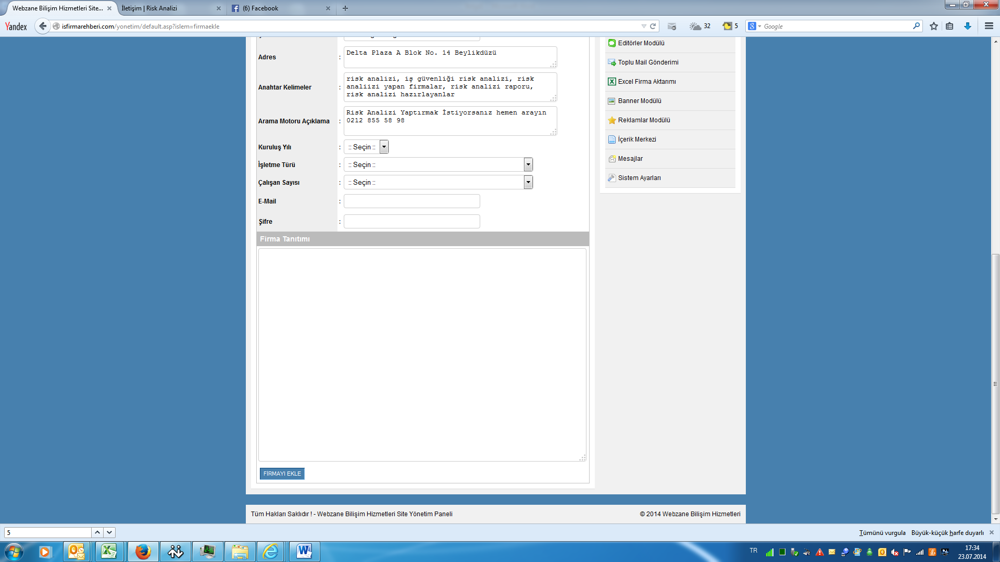 Webzane Bilişim Hizmetleri Site...
İletişim | Risk Analizi
(6) Facebook
Yandex
isfirmarehberi.com/yonetim/default.asp?islem=firmaekle
32
5
Google
Adres : Delta Plaza A Blok No. 14 Beylikdüzü
Anahtar Kelimeler : risk analizi, iş güvenliği risk analizi, risk
analiizi yapan firmalar, risk analizi raporu,
risk analizi hazırlayanlar
Arama Motoru Açıklama : Risk Analizi Yaptırmak İstiyorsanız hemen arayın
0212 855 58 98
Kuruluş Yılı : :: Seçin ::
İşletme Türü : :: Seçin ::
Çalışan Sayısı : :: Seçin ::
E-Mail :
Şifre :
Firma Tanıtımı
FİRMAYI EKLE
Editörler Modülü
Toplu Mail Gönderimi
Excel Firma Aktarımı
Banner Modülü
Reklamlar Modülü
İçerik Merkezi
Mesajlar
Sistem Ayarları
Tüm Hakları Saklıdır ! - Webzane Bilişim Hizmetleri Site Yönetim Paneli
© 2014 Webzane Bilişim Hizmetleri
5
Tümünü vurgula
Büyük-küçük harfe duyarlı
TR
17:34
23.07.2014